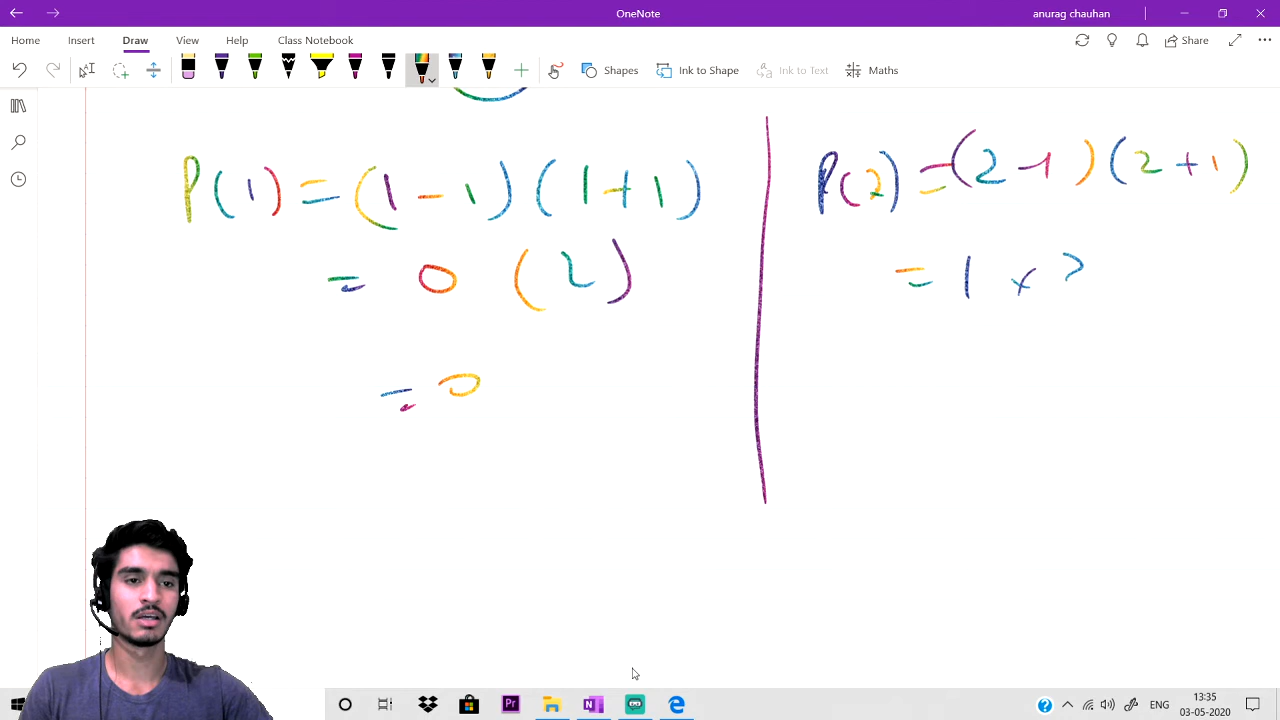 OneNote
anurag chauhan
Home Insert Draw View Help Class Notebook
Share
Shapes Ink to Shape Ink to Text Maths
P(1) = (1 - 1) (1 + 1)
= 0 (2)
= 0
P(2) = (2 - 1) (2 + 1)
= 1 x
Pr
N
ENG
13:35
03-05-2020